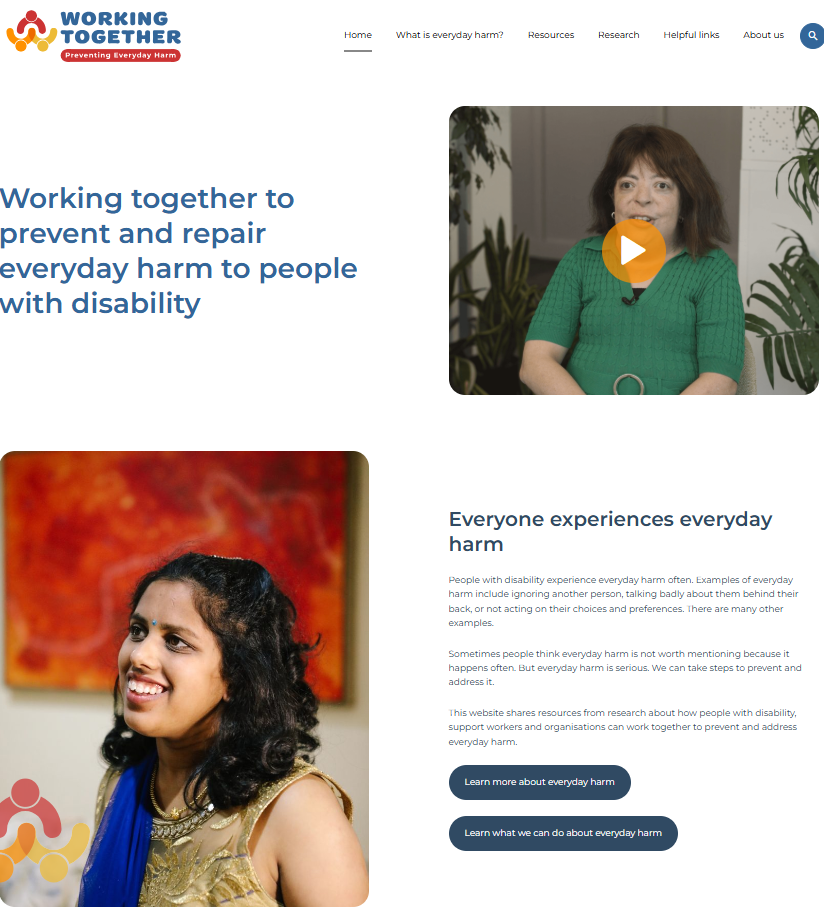 WORKING
TOGETHER
Preventing Everyday Harm
Home
What is everyday harm?
Resources
Research
Helpful links
About us
Working together to
prevent and repair
everyday harm to people
with disability
Everyone experiences everyday
harm
People with disability experience everyday harm often. Examples of everyday
harm include ignoring another person, talking badly about them behind their
back, or not acting on their choices and preferences. There are many other
examples.
Sometimes people think everyday harm is not worth mentioning because it
happens often. But everyday harm is serious. We can take steps to prevent and
address it.
This website shares resources from research about how people with disability,
support workers and organisations can work together to prevent and address
everyday harm.
Learn more about everyday harm
Learn what we can do about everyday harm